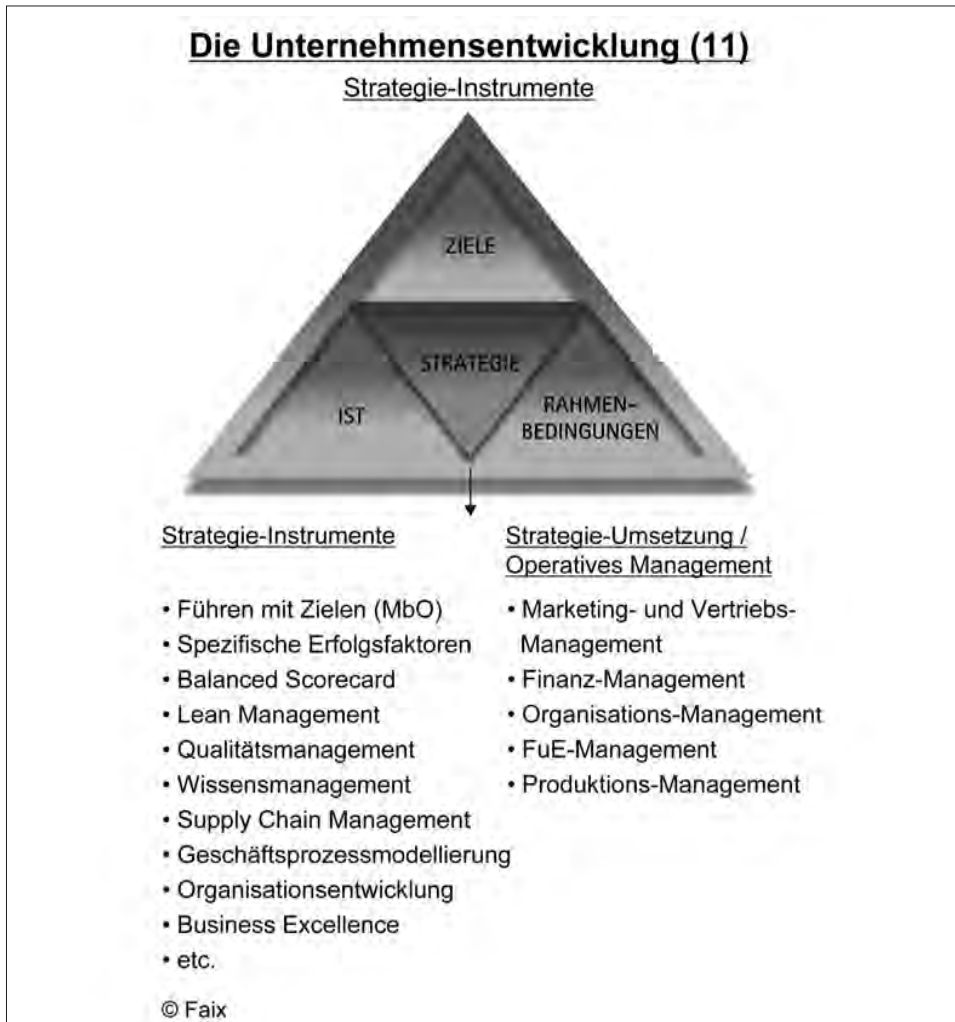 Die Unternehmensentwicklung (11)
Strategie-Instrumente
ZIELE
STRATEGIE
IST
RAHMEN-
BEDINGUNGEN
Strategie-Instrumente
• Führen mit Zielen (MbO)
• Spezifische Erfolgsfaktoren
• Balanced Scorecard
• Lean Management
• Qualitätsmanagement
• Wissensmanagement
• Supply Chain Management
• Geschäftsprozessmodellierung
• Organisationsentwicklung
• Business Excellence
• etc.
Strategie-Umsetzung /
Operatives Management
• Marketing- und Vertriebs-
Management
• Finanz-Management
• Organisations-Management
• FuE-Management
• Produktions-Management
© Faix